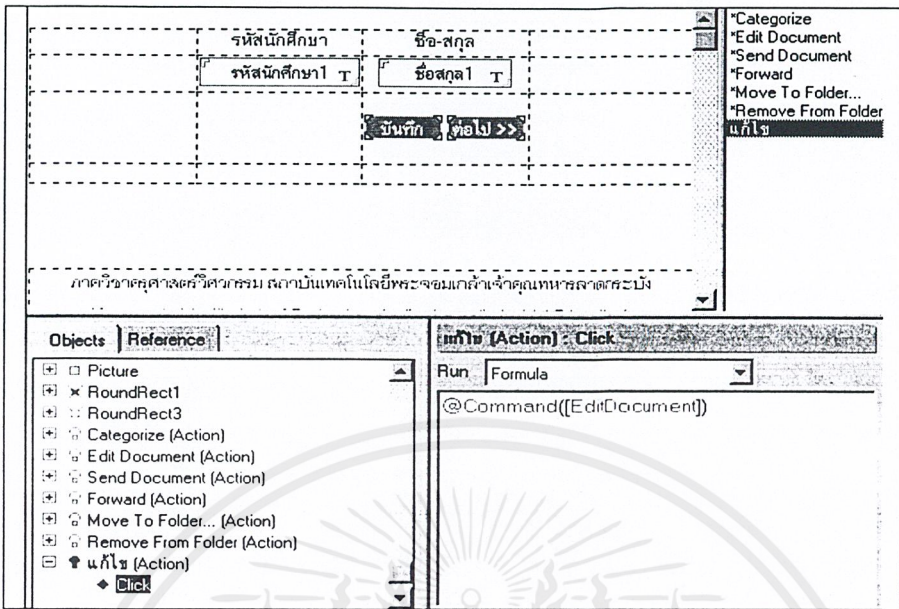 รหัสนักศึกษา ชื่อ-สกุล
รหัสนักศึกษา1 T ชื่อสกุล1 T
บันทึก ต่อไป >>
ภาควิชาครุศาสตร์วิศวกรรม สถาบันเทคโนโลยีพระจอมเกล้าเจ้าคุณทหารลาดกระบัง
*Categorize
*Edit Document
*Send Document
*Forward
*Move To Folder...
*Remove From Folder
แก้ไข
Objects Reference
Picture
RoundRect1
RoundRect3
Categorize (Action)
Edit Document (Action)
Send Document (Action)
Forward (Action)
Move To Folder... (Action)
Remove From Folder (Action)
แก้ไข (Action)
Click
แก้ไข (Action) : Click
Run Formula
@Command([EditDocument])